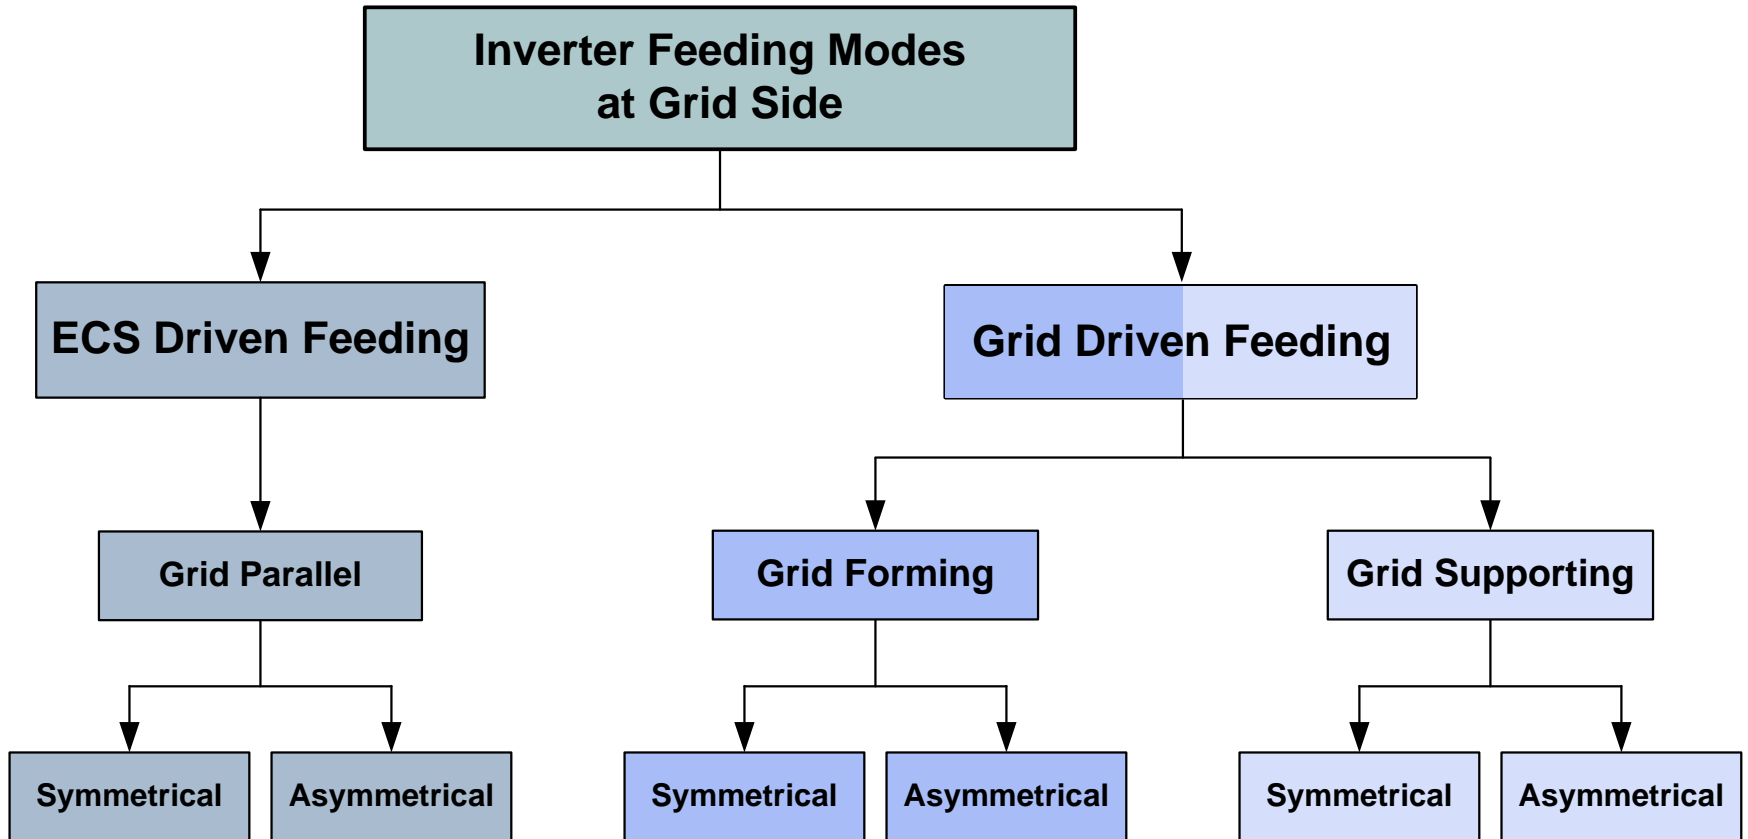 Inverter Feeding Modes
at Grid Side
ECS Driven Feeding
Grid Driven Feeding
Grid Parallel
Grid Forming
Grid Supporting
Symmetrical
Asymmetrical
Symmetrical
Asymmetrical
Symmetrical
Asymmetrical